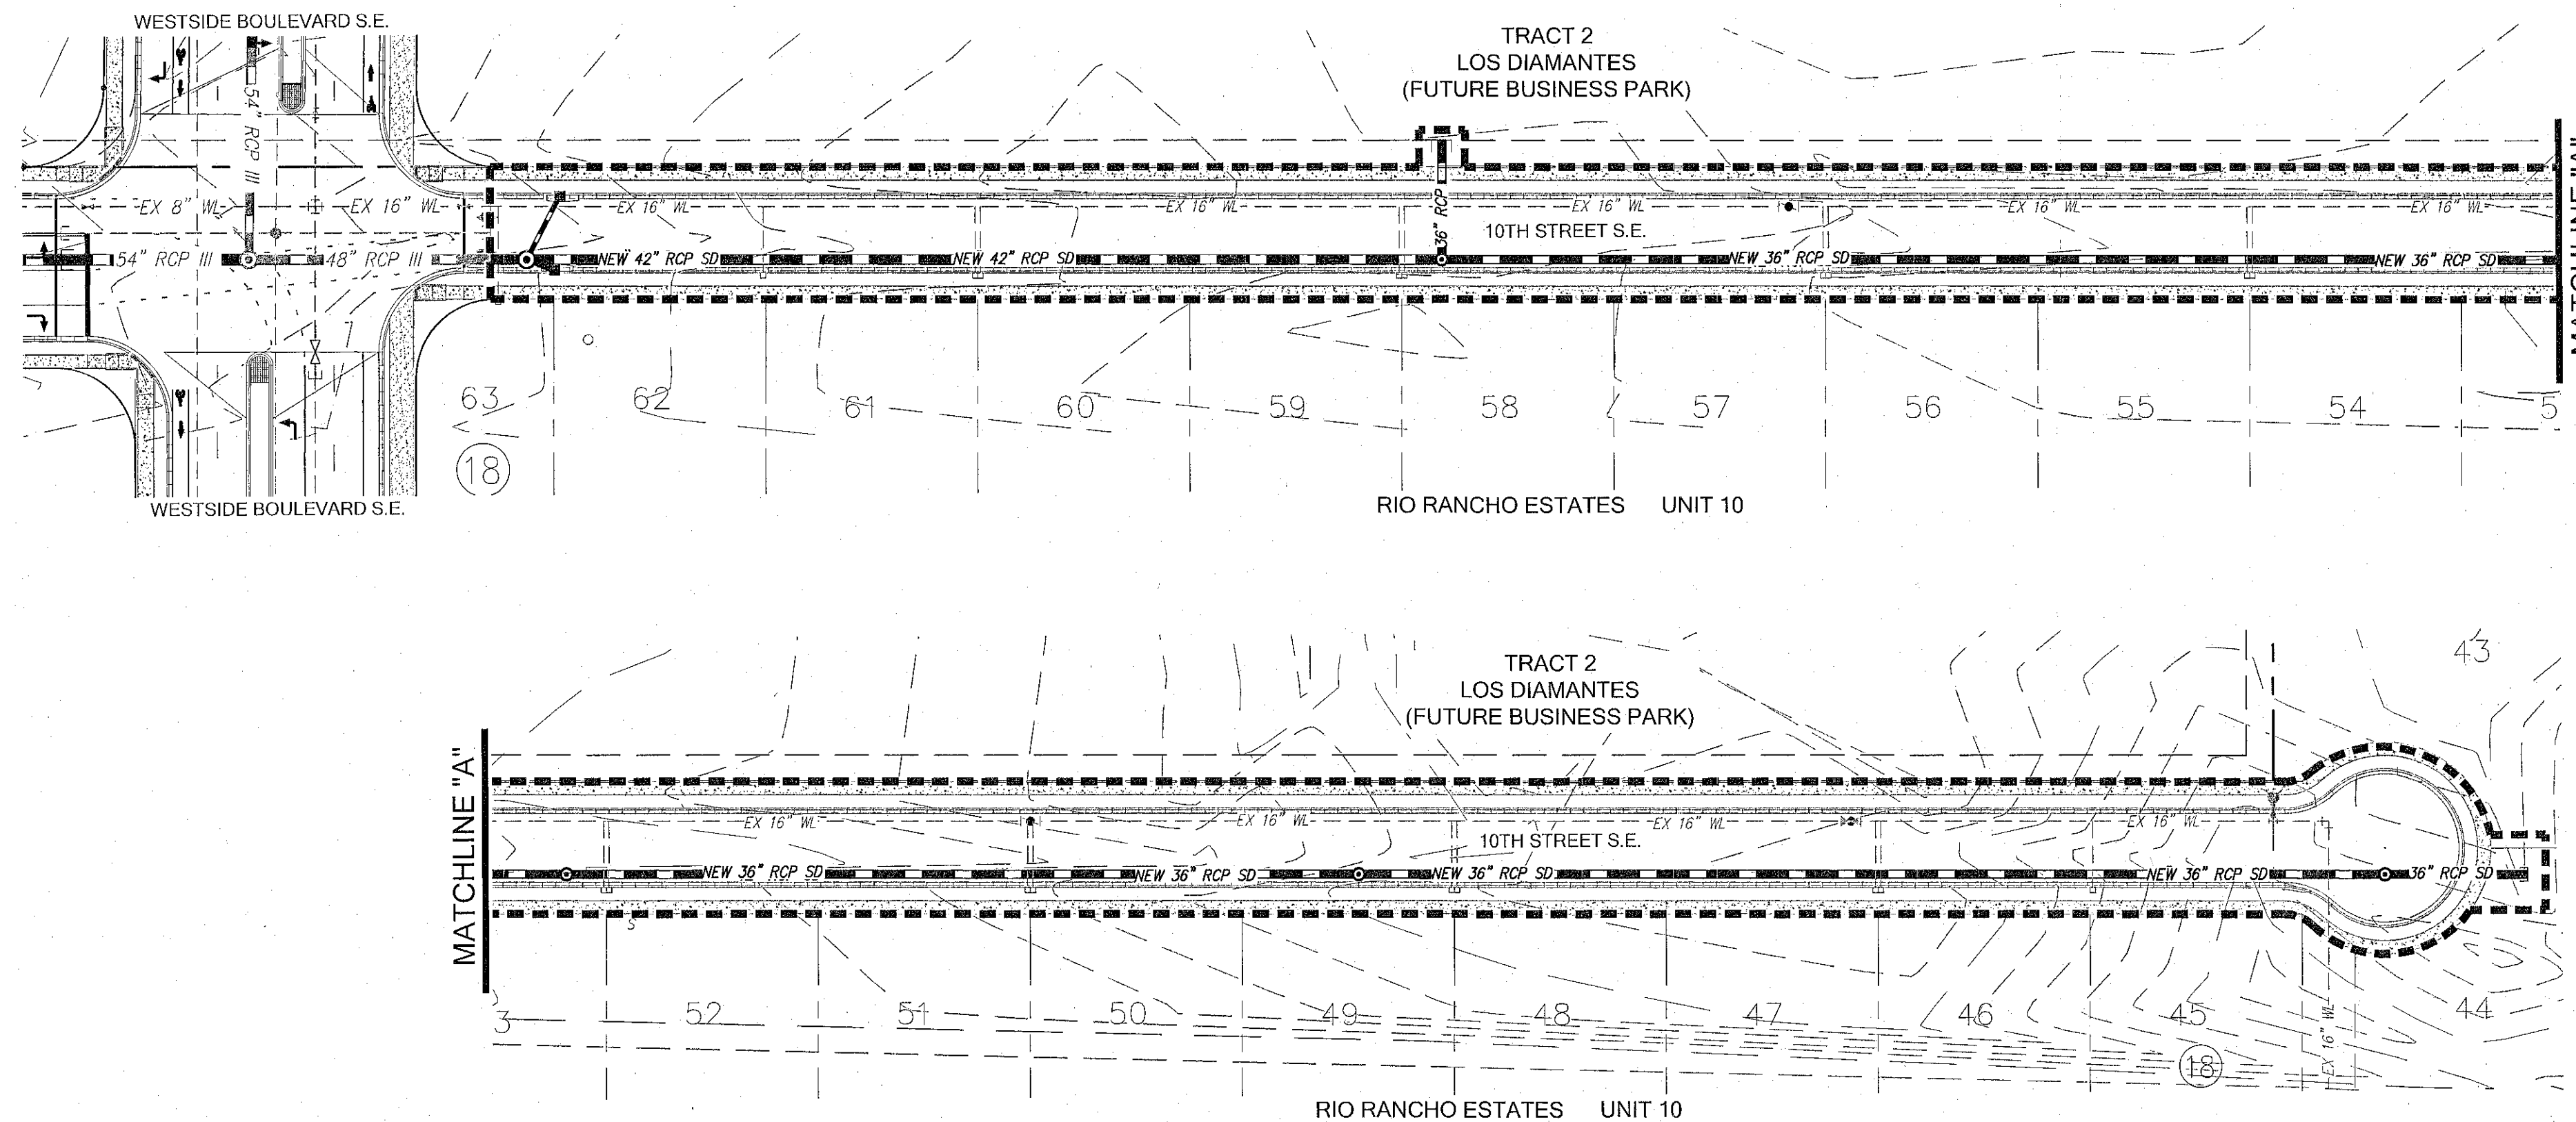 WESTSIDE BOULEVARD S.E.
TRACT 2
LOS DIAMANTES
(FUTURE BUSINESS PARK)
54" RCP III
EX 8" WL
EX 16" WL
EX 16" WL
EX 16" WL
EX 16" WL
EX 16" WL
EX 16" WL
36" RCP
10TH STREET S.E.
54" RCP III
48" RCP III
NEW 42" RCP SD
NEW 42" RCP SD
NEW 36" RCP SD
NEW 36" RCP SD
MATCHLINE "A"
63
62
61
60
59
58
57
56
55
54
5
18
WESTSIDE BOULEVARD S.E.
RIO RANCHO ESTATES UNIT 10
TRACT 2
LOS DIAMANTES
(FUTURE BUSINESS PARK)
43
MATCHLINE "A"
EX 16" WL
EX 16" WL
EX 16" WL
EX 16" WL
10TH STREET S.E.
NEW 36" RCP SD
NEW 36" RCP SD
NEW 36" RCP SD
NEW 36" RCP SD
36" RCP SD
S
3
52
51
50
49
48
47
46
45
44
EX 16" WL
18
RIO RANCHO ESTATES UNIT 10